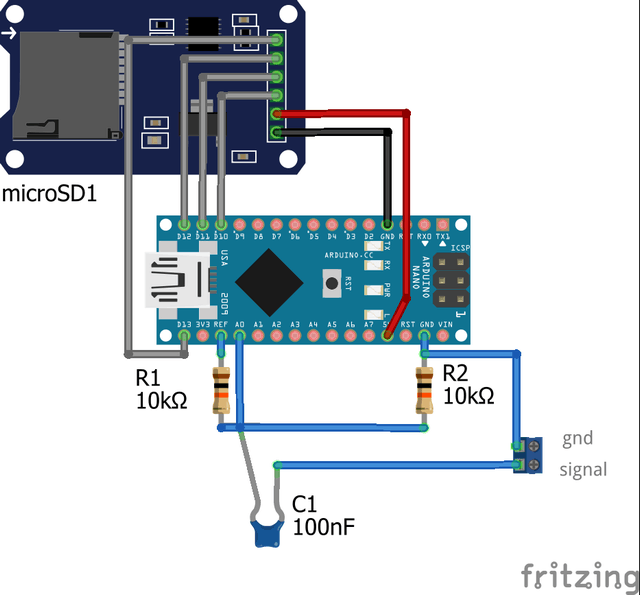 microSD1
D12 D11 D10 D9 D8 D7 D6 D5 D4 D3 D2 GND RST RX0 TX1
TX
RX
PWR
L
ARDUINO.CC
RST
ICSP
ARDUINO
NANO
1
USA
2009
D13 3V3 REF A0 A1 A2 A3 A4 A5 A6 A7 5V RST GND VIN
R1
10kΩ
R2
10kΩ
gnd
signal
C1
100nF
fritzing